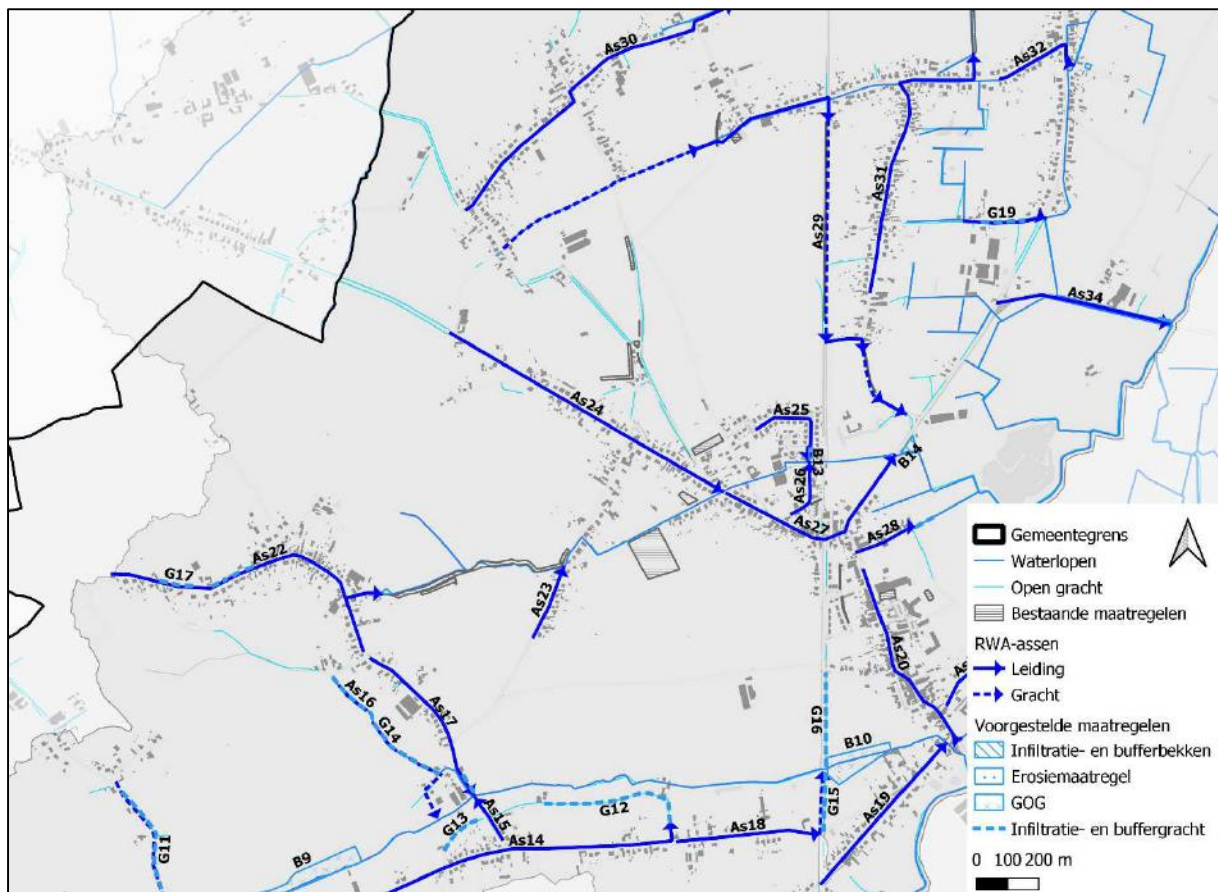 As30
As32
As31
As29
G19
As34
As24
As25
B13
B14
As26
As27
As28
As22
G17
As23
As20
As
As16
As17
G14
G16
B10
G12
G15
G13
As15
As19
As18
As14
G11
B9
Gemeentegrens
Waterlopen
Open gracht
Bestaande maatregelen
RWA-assen
Leiding
Gracht
Voorgestelde maatregelen
Infiltratie- en bufferbekken
Erosiemaatregel
GOG
Infiltratie- en buffergracht
0 100 200 m